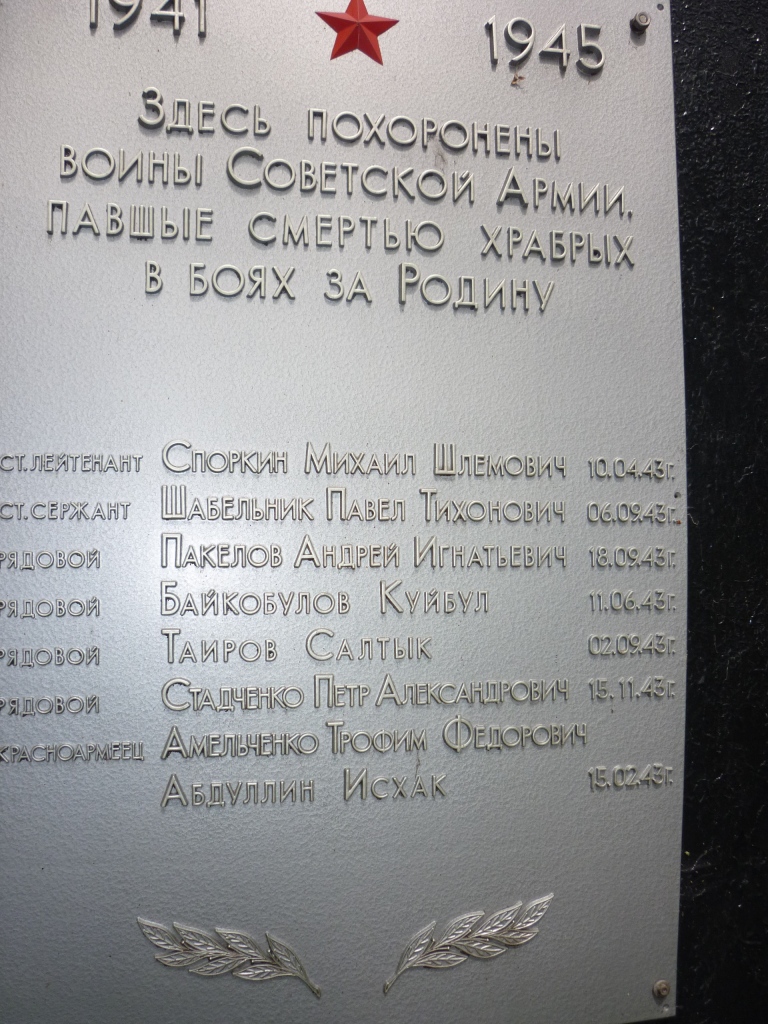 1941 1945
Здесь похоронены
воины Советской Армии,
павшые смертью храбрых
в боях за Родину
ст. лейтенант Споркин Михаил Шлемович 10.04.43г.
ст. сержант Шабельник Павел Тихонович 06.09.43г.
рядовой Пакелов Андрей Игнатьевич 18.09.43г.
рядовой Байкобулов Куйбул 11.06.43г.
рядовой Таиров Салтык 02.09.43г.
рядовой Стадченко Петр Александрович 15.11.43г.
красноармеец Амельченко Трофим Федорович
Абдуллин Исхак 15.02.43г.